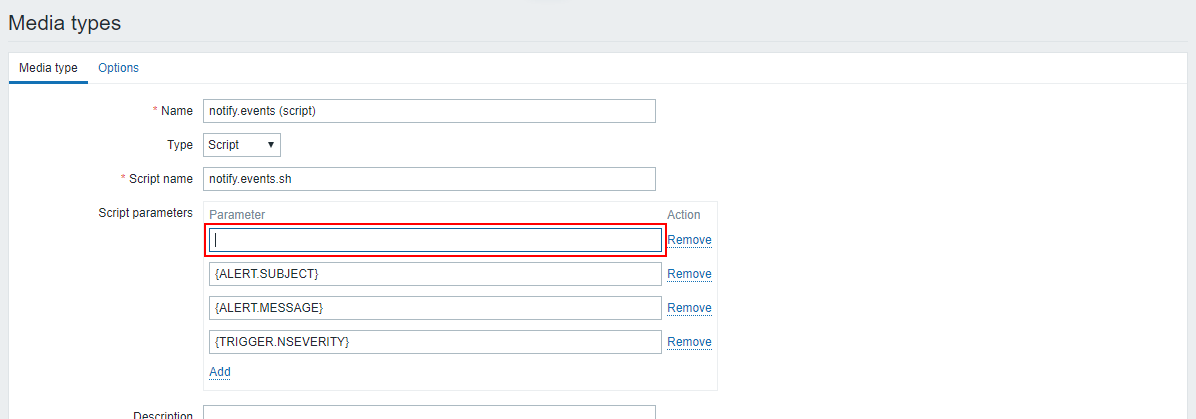 Media types
Media type Options
* Name notify.events (script)
Type Script
* Script name notify.events.sh
Script parameters Parameter Action
Remove
{ALERT.SUBJECT} Remove
{ALERT.MESSAGE} Remove
{TRIGGER.NSEVERITY} Remove
Add
Description